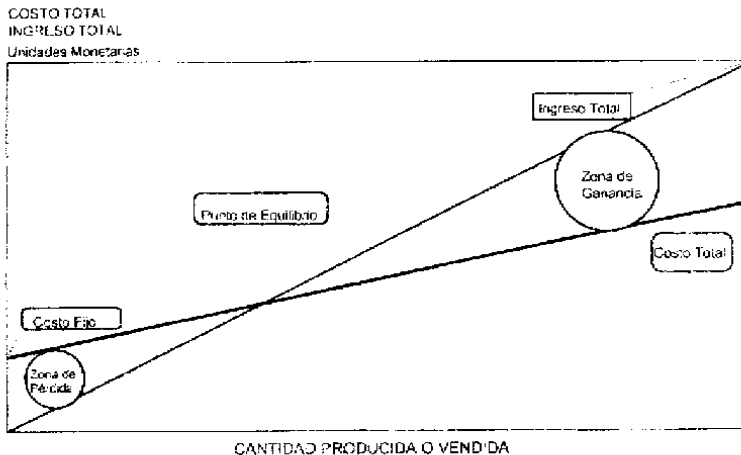 COSTO TOTAL
INGRESO TOTAL
Unidades Monetarias
Ingreso Total
Zona de
Ganancia
Punto de Equilibrio
Costo Total
Costo Fijo
Zona de
Pérdida
CANTIDAD PRODUCIDA O VENDIDA